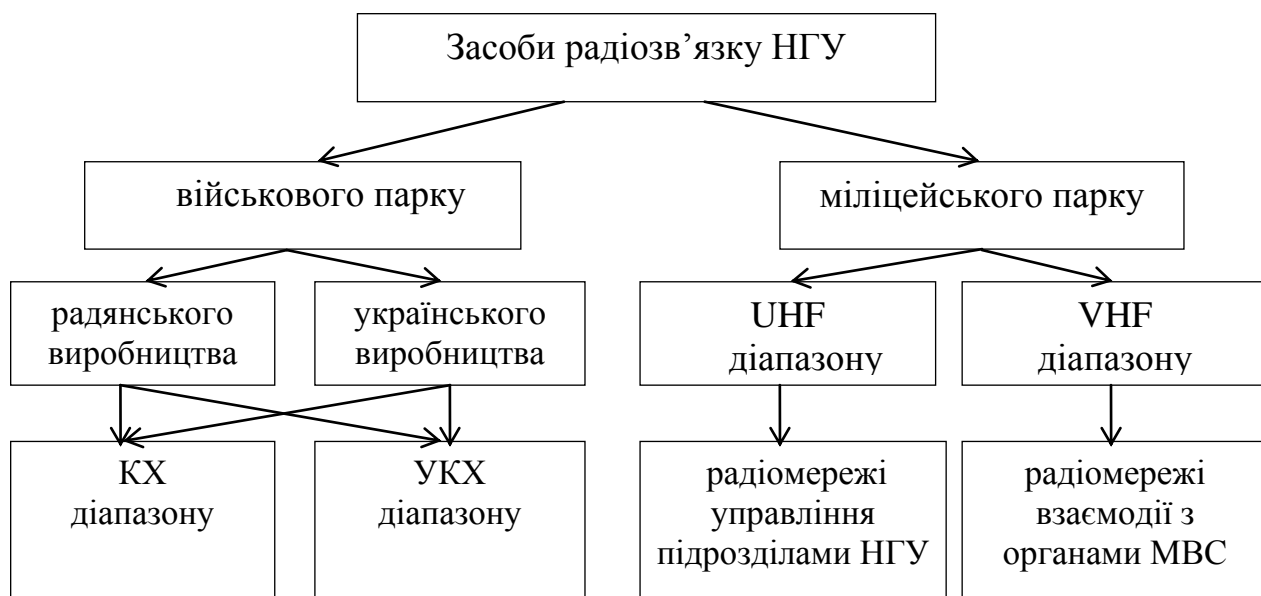 Засоби радіозв’язку НГУ
військового парку
міліцейського парку
радянського
виробництва
українського
виробництва
UHF
діапазону
VHF
діапазону
КХ
діапазону
УКХ
діапазону
радіомережі
управління
підрозділами НГУ
радіомережі
взаємодії з
органами МВС